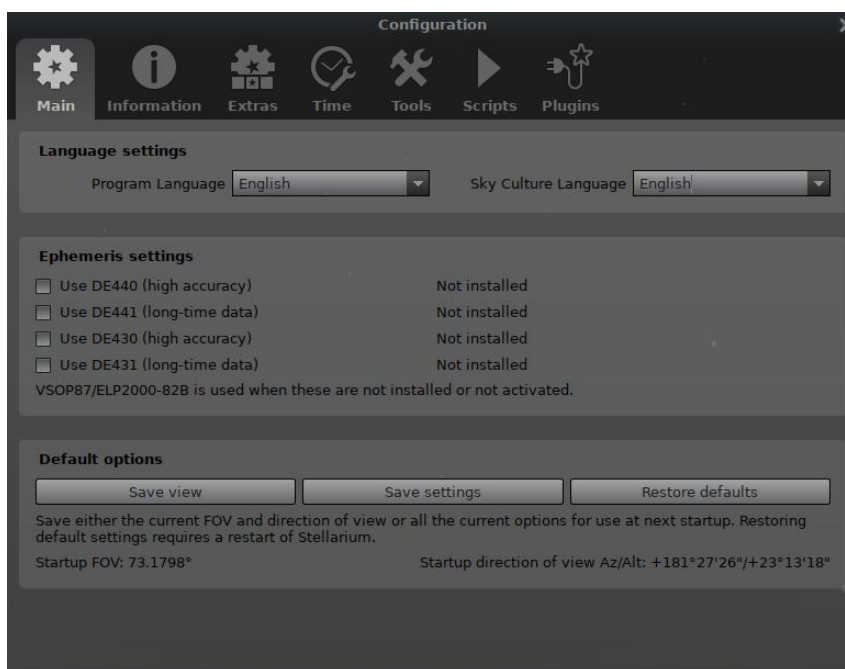 Configuration
Main Information Extras Time Tools Scripts Plugins
Language settings
Program Language English Sky Culture Language English
Ephemeris settings
Use DE440 (high accuracy) Not installed
Use DE441 (long-time data) Not installed
Use DE430 (high accuracy) Not installed
Use DE431 (long-time data) Not installed
VSOP87/ELP2000-82B is used when these are not installed or not activated.
Default options
Save view Save settings Restore defaults
Save either the current FOV and direction of view or all the current options for use at next startup. Restoring
default settings requires a restart of Stellarium.
Startup FOV: 73.1798° Startup direction of view Az/Alt: +181°27'26"/+23°13'18"